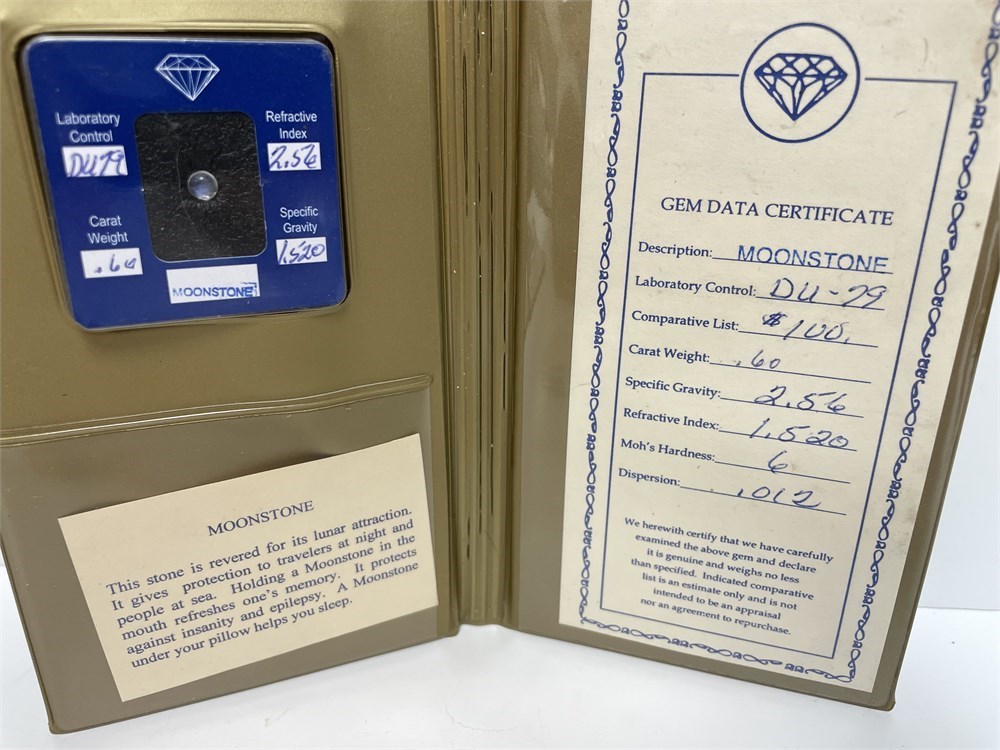 Laboratory
Control
DU79
Refractive
Index
2.56
Carat
Weight
.60
Specific
Gravity
1.520
MOONSTONE
MOONSTONE
This stone is revered for its lunar attraction.
It gives protection to travelers at night and
people at sea. Holding a Moonstone in the
mouth refreshes one's memory. It protects
against insanity and epilepsy. A Moonstone
under your pillow helps you sleep.
GEM DATA CERTIFICATE
Description: MOONSTONE
Laboratory Control: DU-79
Comparative List: $100.
Carat Weight: .60
Specific Gravity: 2.56
Refractive Index: 1.520
Moh's Hardness: 6
Dispersion: .012
We herewith certify that we have carefully
examined the above gem and declare
it is genuine and weighs no less
than specified. Indicated comparative
list is an estimate only and is not
intended to be an appraisal
nor an agreement to repurchase.